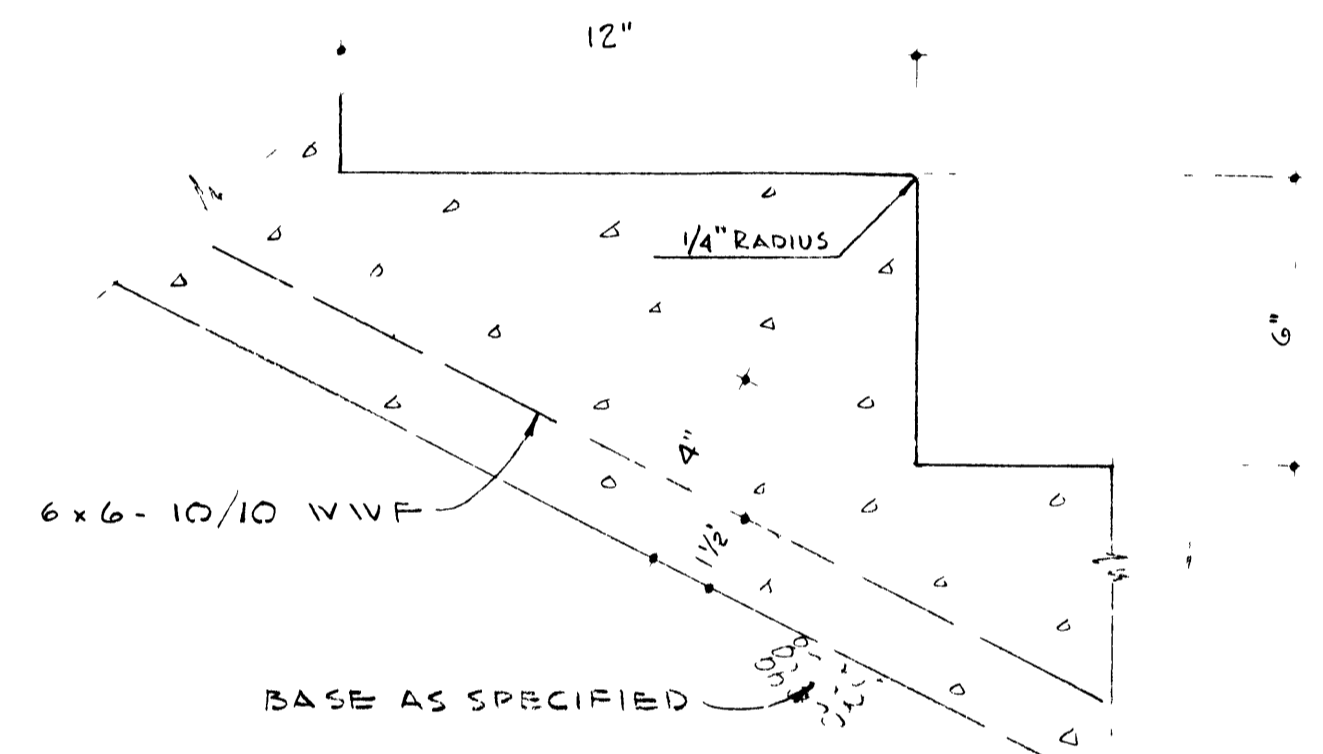 12"
1/4" RADIUS
6"
4"
6 x 6 - 10/10 WWF
1 1/2"
BASE AS SPECIFIED